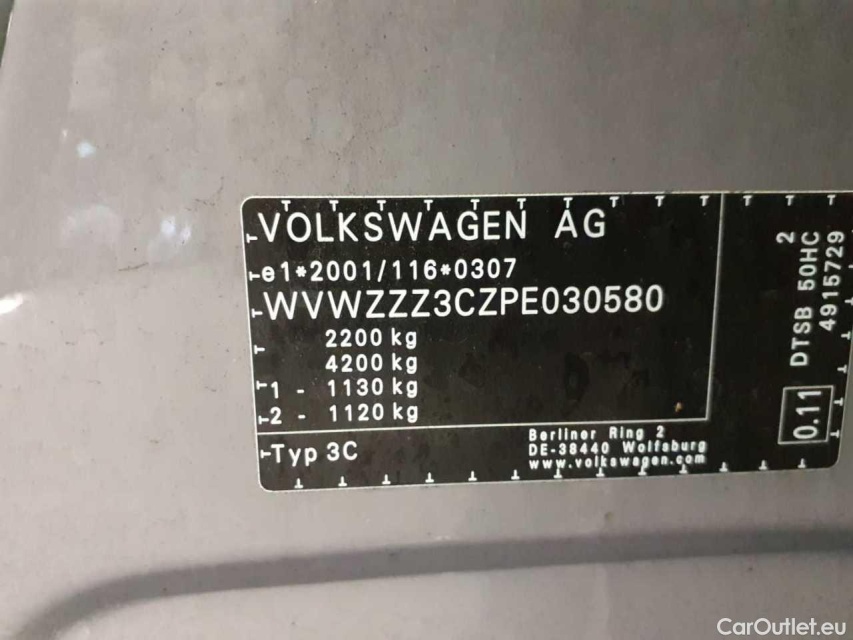 VOLKSWAGEN AG
e1*2001/116*0307
WVWZZZ3CZPE030580
2200 kg
4200 kg
1 - 1130 kg
2 - 1120 kg
Typ 3C
Berliner Ring 2
DE-38440 Wolfsburg
www.volkswagen.com
2
DTSB 50HC
4915729
0.11
CarOutlet.eu